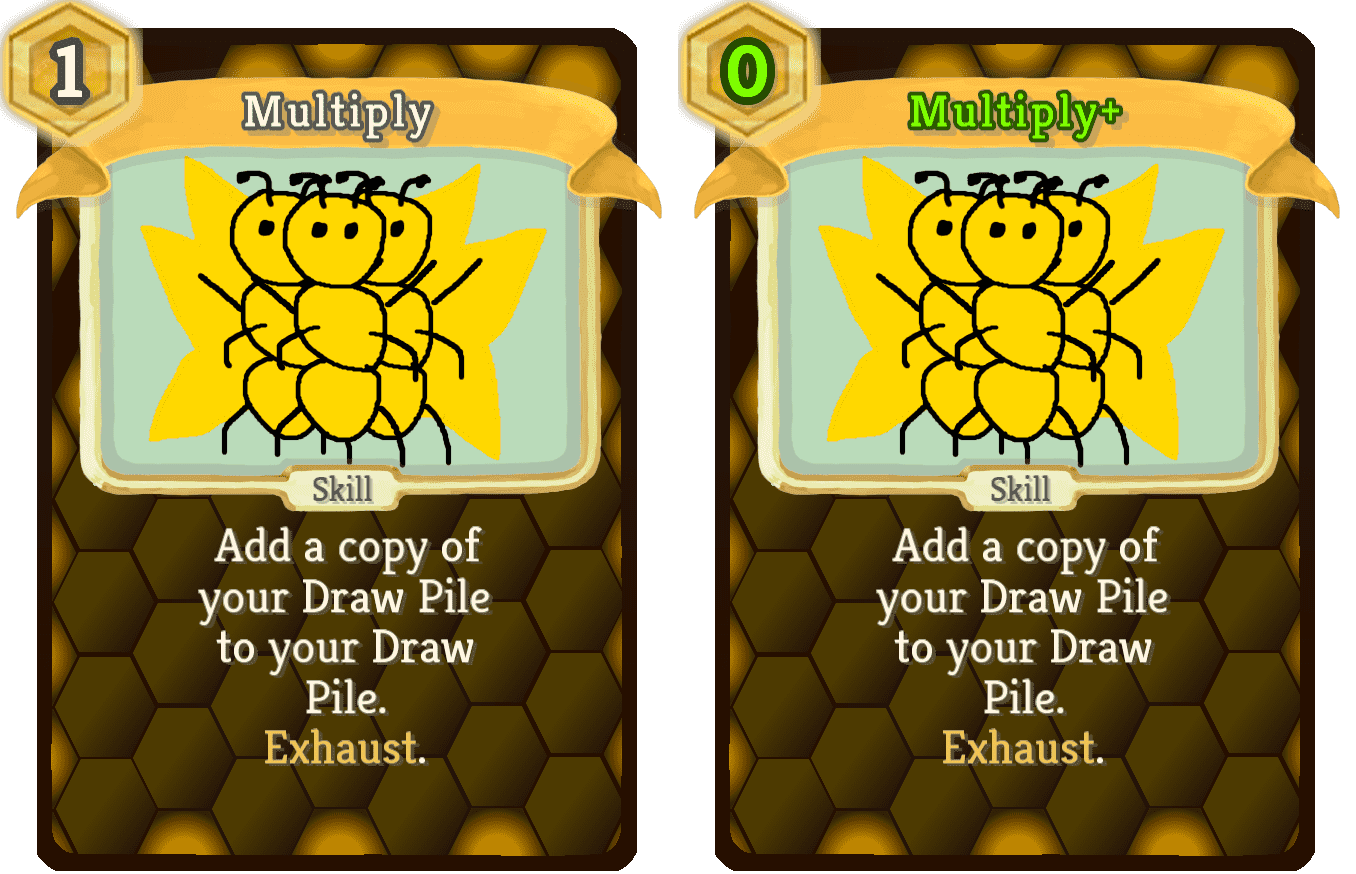 1
Multiply
Skill
Add a copy of
your Draw Pile
to your Draw
Pile.
Exhaust.
0
Multiply+
Skill
Add a copy of
your Draw Pile
to your Draw
Pile.
Exhaust.